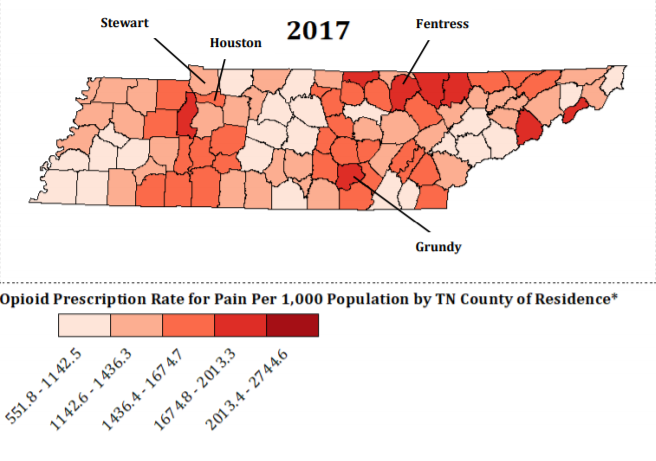 2017
Stewart
Houston
Fentress
Grundy
Opioid Prescription Rate for Pain Per 1,000 Population by TN County of Residence*
551.8 - 1142.5
1142.6 - 1436.3
1436.4 - 1674.7
1674.8 - 2013.3
2013.4 - 2744.6